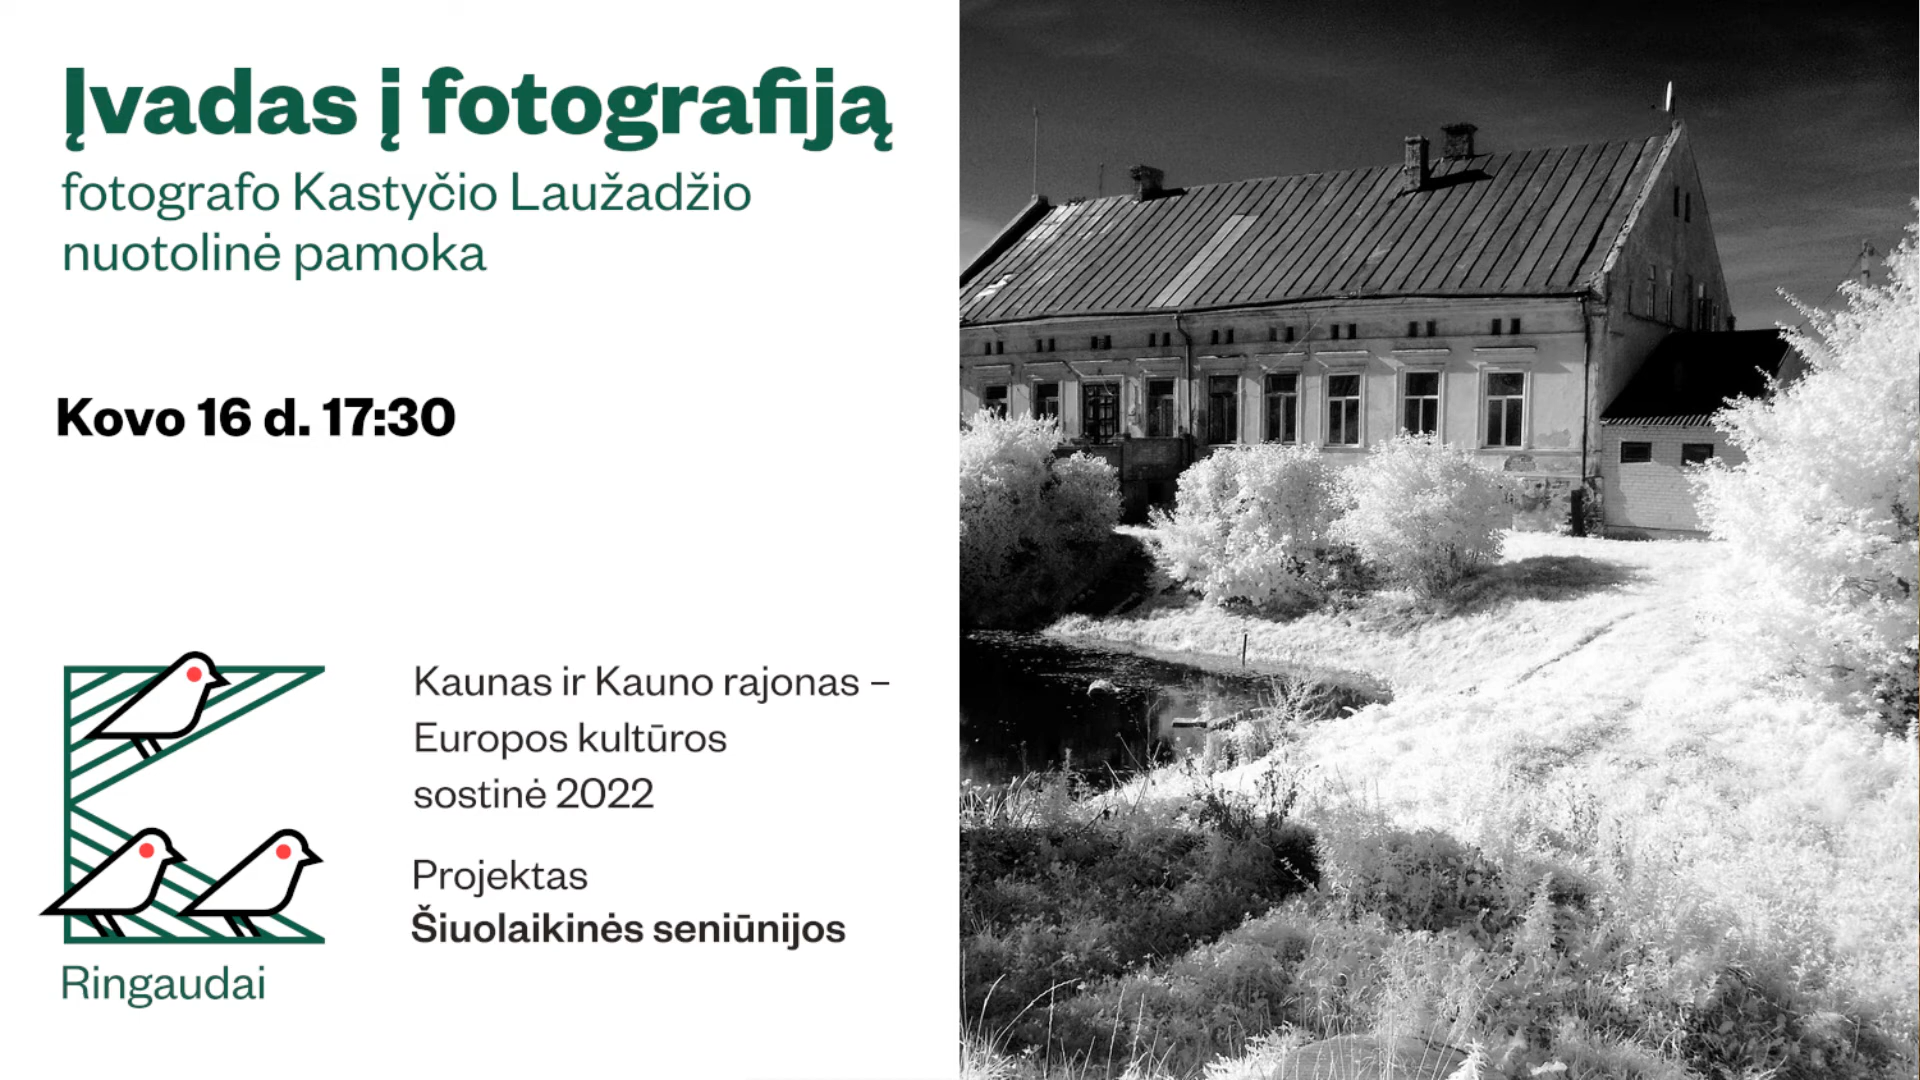 Įvadas į fotografiją
fotografo Kastyčio Laužadžio
nuotolinė pamoka
Kovo 16 d. 17:30
Kaunas ir Kauno rajonas –
Europos kultūros
sostinė 2022
Projektas
Šiuolaikinės seniūnijos
Ringaudai